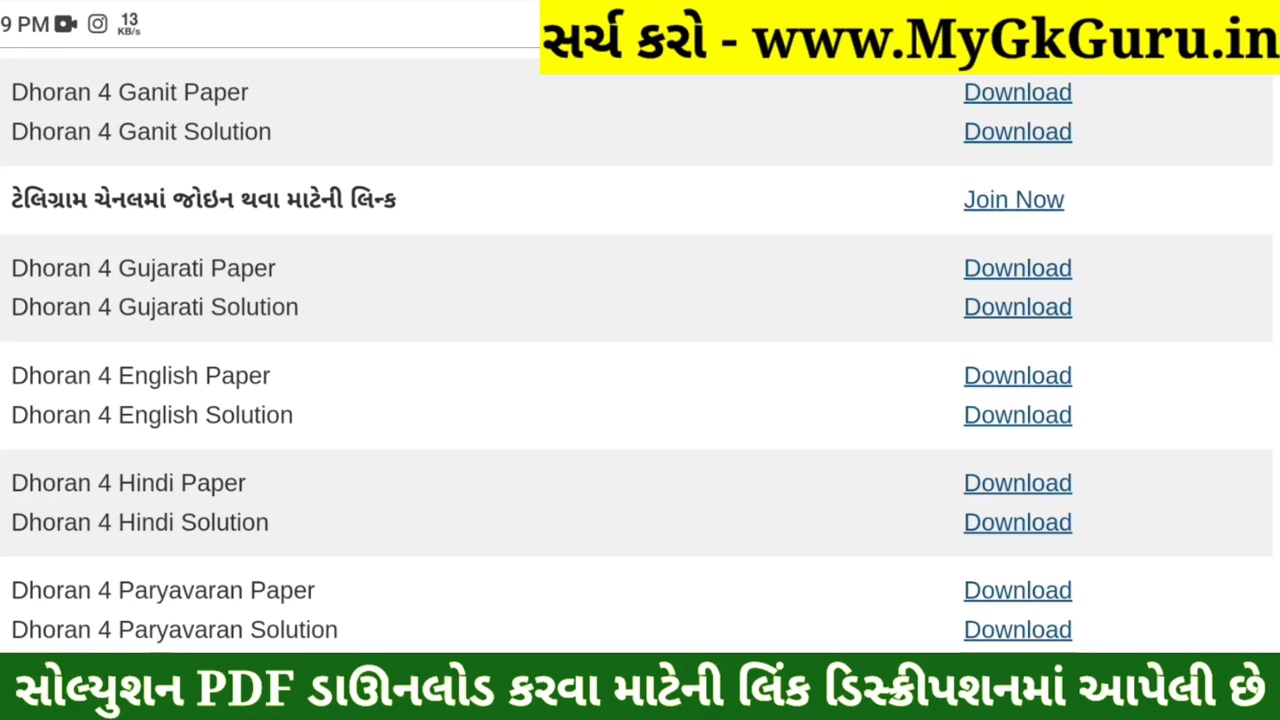 9 PM 13 KB/s
સર્ચ કરો - www.MyGkGuru.in
Dhoran 4 Ganit Paper Download
Dhoran 4 Ganit Solution Download
ટેલિગ્રામ ચેનલમાં જોઇન થવા માટેની લિન્ક Join Now
Dhoran 4 Gujarati Paper Download
Dhoran 4 Gujarati Solution Download
Dhoran 4 English Paper Download
Dhoran 4 English Solution Download
Dhoran 4 Hindi Paper Download
Dhoran 4 Hindi Solution Download
Dhoran 4 Paryavaran Paper Download
Dhoran 4 Paryavaran Solution Download
સોલ્યુશન PDF ડાઊનલોડ કરવા માટેની લિંક ડિસ્ક્રીપશનમાં આપેલી છે